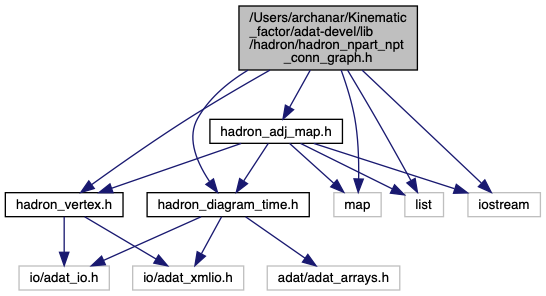 /Users/archanar/Kinematic
_factor/adat-devel/lib
/hadron/hadron_npart_npt
_conn_graph.h
hadron_adj_map.h
hadron_vertex.h
hadron_diagram_time.h
map
list
iostream
io/adat_io.h
io/adat_xmlio.h
adat/adat_arrays.h